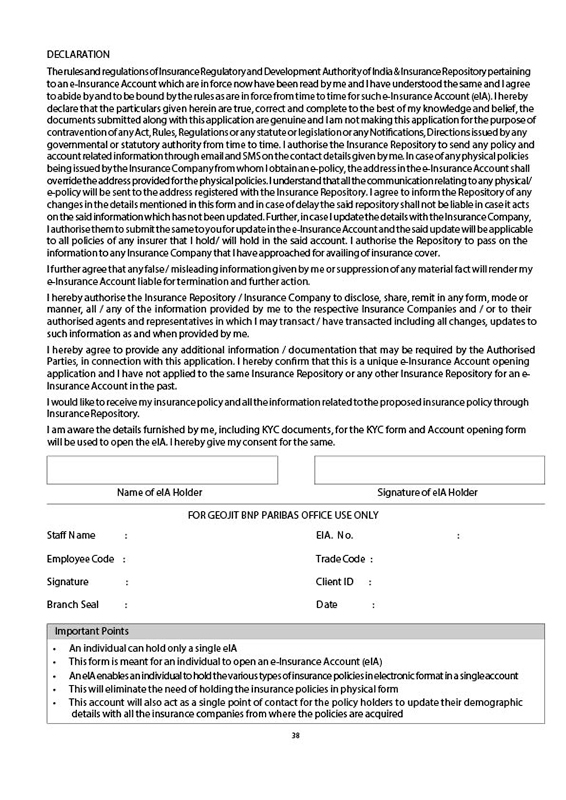 DECLARATION
The rules and regulations of Insurance Regulatory and Development Authority of India & Insurance Repository pertaining
to an e-Insurance Account which are in force now have been read by me and I have understood the same and I agree
to abide by and to be bound by the rules as are in force from time to time for such e-Insurance Account (eIA). I hereby
declare that the particulars given herein are true, correct and complete to the best of my knowledge and belief, the
documents submitted along with this application are genuine and I am not making this application for the purpose of
contravention of any Act, Rules, Regulations or any statute or legislation or any Notifications, Directions issued by any
governmental or statutory authority from time to time. I authorise the Insurance Repository to send any policy and
account related information through email and SMS on the contact details given by me. In case of any physical policies
being issued by the Insurance Company from whom I obtain an e-policy, the address in the e-Insurance Account shall
override the address provided for the physical policies. I understand that all the communication relating to any physical/
e-policy will be sent to the address registered with the Insurance Repository. I agree to inform the Repository of any
changes in the details mentioned in this form and in case of delay the said repository shall not be liable in case it acts
on the said information which has not been updated. Further, in case I update the details with the Insurance Company,
I authorise them to submit the same to you for update in the e-Insurance Account and the said update will be applicable
to all policies of any insurer that I hold/ will hold in the said account. I authorise the Repository to pass on the
information to any Insurance Company that I have approached for availing of insurance cover.
I further agree that any false / misleading information given by me or suppression of any material fact will render my
e-Insurance Account liable for termination and further action.
I hereby authorise the Insurance Repository / Insurance Company to disclose, share, remit in any form, mode or
manner, all / any of the information provided by me to the respective Insurance Companies and / or to their
authorised agents and representatives in which I may transact / have transacted including all changes, updates to
such information as and when provided by me.
I hereby agree to provide any additional information / documentation that may be required by the Authorised
Parties, in connection with this application. I hereby confirm that this is a unique e-Insurance Account opening
application and I have not applied to the same Insurance Repository or any other Insurance Repository for an e-
Insurance Account in the past.
I would like to receive my insurance policy and all the information related to the proposed insurance policy through
Insurance Repository.
I am aware the details furnished by me, including KYC documents, for the KYC form and Account opening form
will be used to open the eIA. I hereby give my consent for the same.
Name of eIA Holder Signature of eIA Holder
FOR GEOJIT BNP PARIBAS OFFICE USE ONLY
Staff Name : EIA. No. :
Employee Code : Trade Code :
Signature : Client ID :
Branch Seal : Date :
Important Points
• An individual can hold only a single eIA
• This form is meant for an individual to open an e-Insurance Account (eIA)
• An eIA enables an individual to hold the various types of insurance policies in electronic format in a single account
• This will eliminate the need of holding the insurance policies in physical form
• This account will also act as a single point of contact for the policy holders to update their demographic
details with all the insurance companies from where the policies are acquired
38